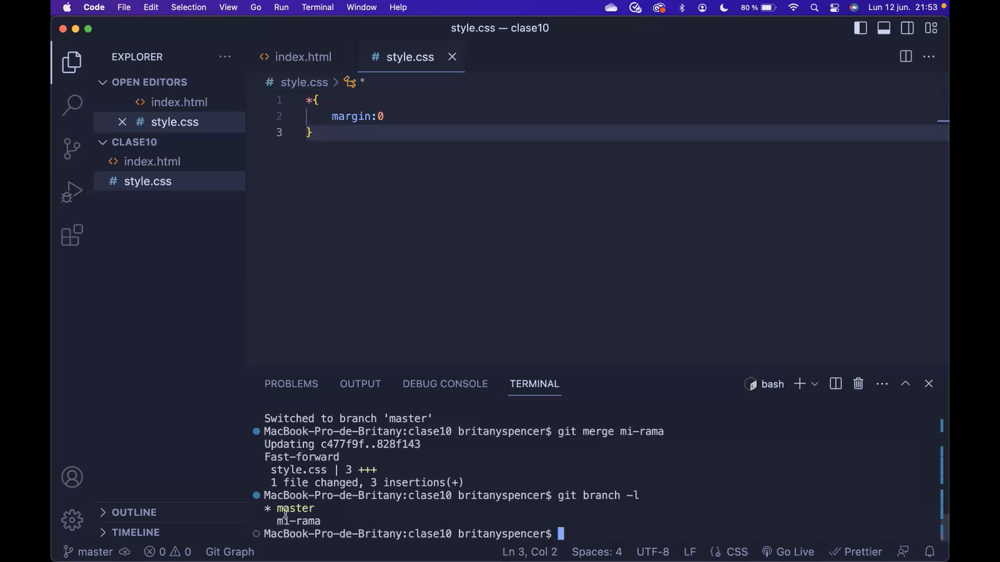 Code File Edit Selection View Go Run Terminal Window Help 80 % Lun 12 jun. 21:53
style.css — clase10
EXPLORER
index.html
style.css
OPEN EDITORS
index.html
style.css
CLASE10
index.html
style.css
OUTLINE
TIMELINE
style.css > *
1 *{
2 margin:0
3 }
PROBLEMS OUTPUT DEBUG CONSOLE TERMINAL bash
Switched to branch 'master'
MacBook-Pro-de-Britany:clase10 britanyspencer$ git merge mi-rama
Updating c477f9f..828f143
Fast-forward
style.css | 3 +++
1 file changed, 3 insertions(+)
MacBook-Pro-de-Britany:clase10 britanyspencer$ git branch -l
* master
mi-rama
MacBook-Pro-de-Britany:clase10 britanyspencer$
master 0 0 Git Graph Ln 3, Col 2 Spaces: 4 UTF-8 LF CSS Go Live Prettier